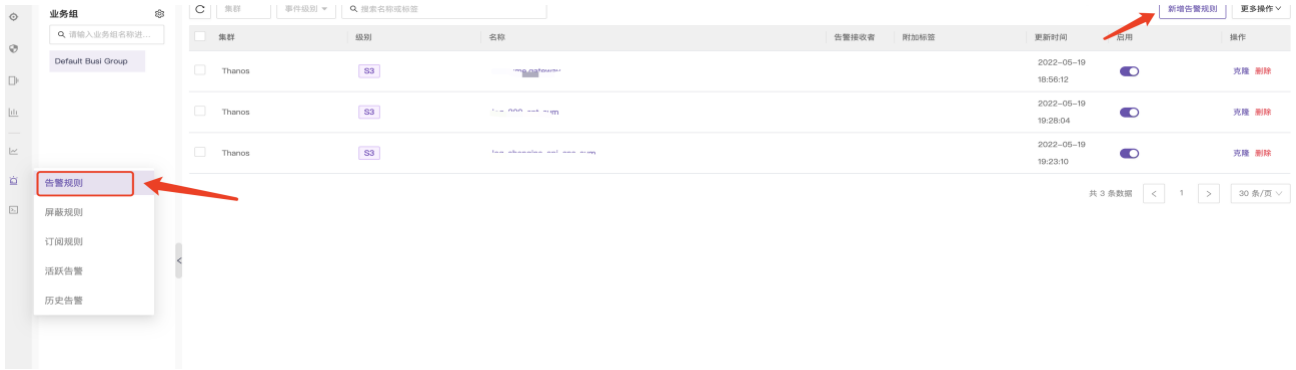 业务组
请输入业务组名称进...
Default Busi Group
集群 事件级别 搜索名称或标签 新增告警规则 更多操作
集群 级别 名称 告警接收者 附加标签 更新时间 启用 操作
Thanos S3 2022-05-19 18:56:12 克隆 删除
Thanos S3 2022-05-19 19:28:04 克隆 删除
Thanos S3 2022-05-19 19:23:10 克隆 删除
共 3 条数据 < 1 > 30 条/页
告警规则
屏蔽规则
订阅规则
活跃告警
历史告警